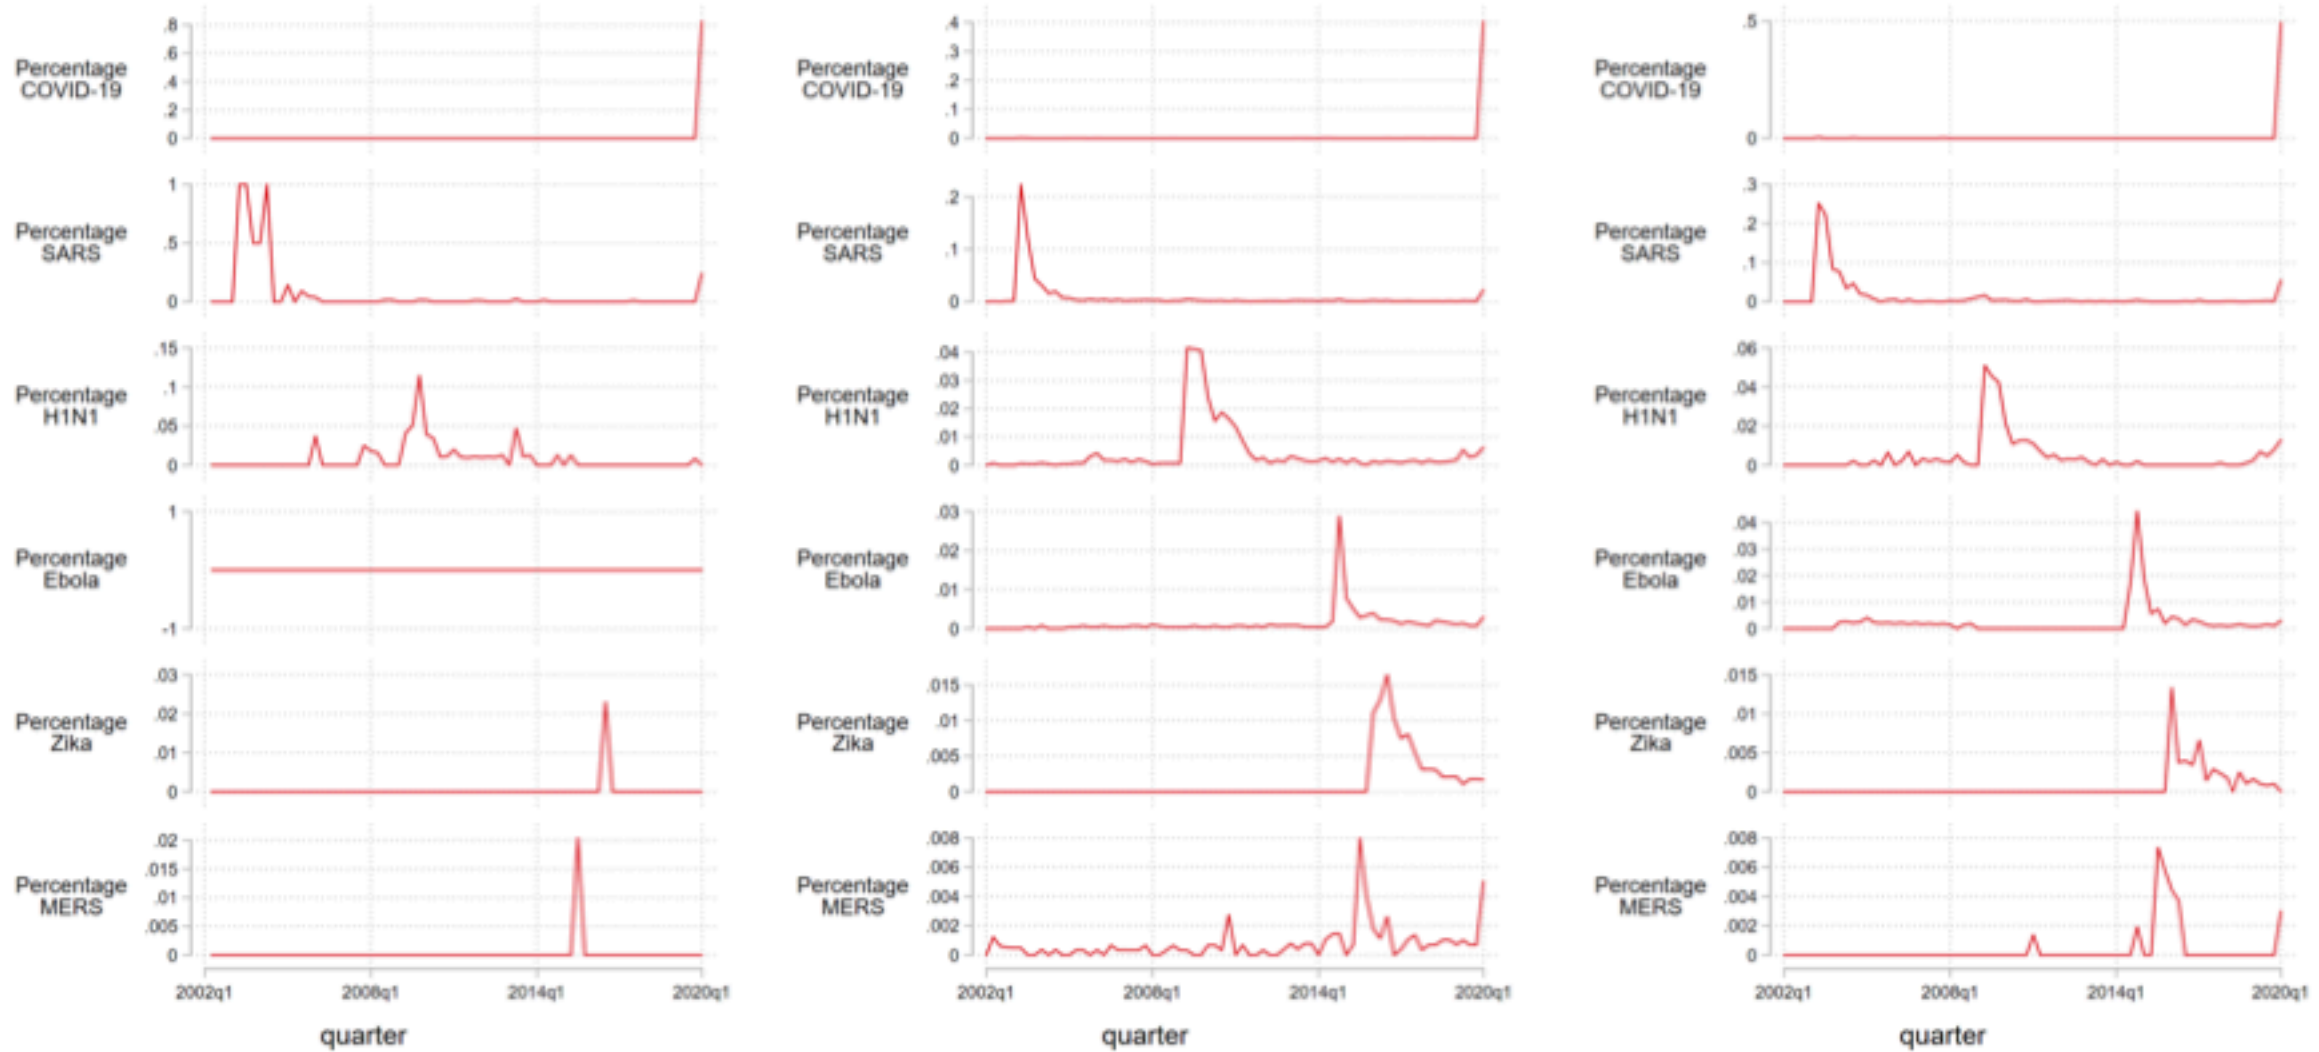 Percentage
COVID-19
.8
.6
.4
.2
0
Percentage
SARS
1
.5
0
Percentage
H1N1
.15
.1
.05
0
Percentage
Ebola
1
-1
Percentage
Zika
.03
.02
.01
0
Percentage
MERS
.02
.015
.01
.005
0
2002q1 2008q1 2014q1 2020q1
quarter
Percentage
COVID-19
.4
.3
.2
.1
0
Percentage
SARS
.2
.1
0
Percentage
H1N1
.04
.03
.02
.01
0
Percentage
Ebola
.03
.02
.01
0
Percentage
Zika
.015
.01
.005
0
Percentage
MERS
.008
.006
.004
.002
0
2002q1 2008q1 2014q1 2020q1
quarter
Percentage
COVID-19
.5
0
Percentage
SARS
.3
.2
.1
0
Percentage
H1N1
.06
.04
.02
0
Percentage
Ebola
.04
.03
.02
.01
0
Percentage
Zika
.015
.01
.005
0
Percentage
MERS
.008
.006
.004
.002
0
2002q1 2008q1 2014q1 2020q1
quarter